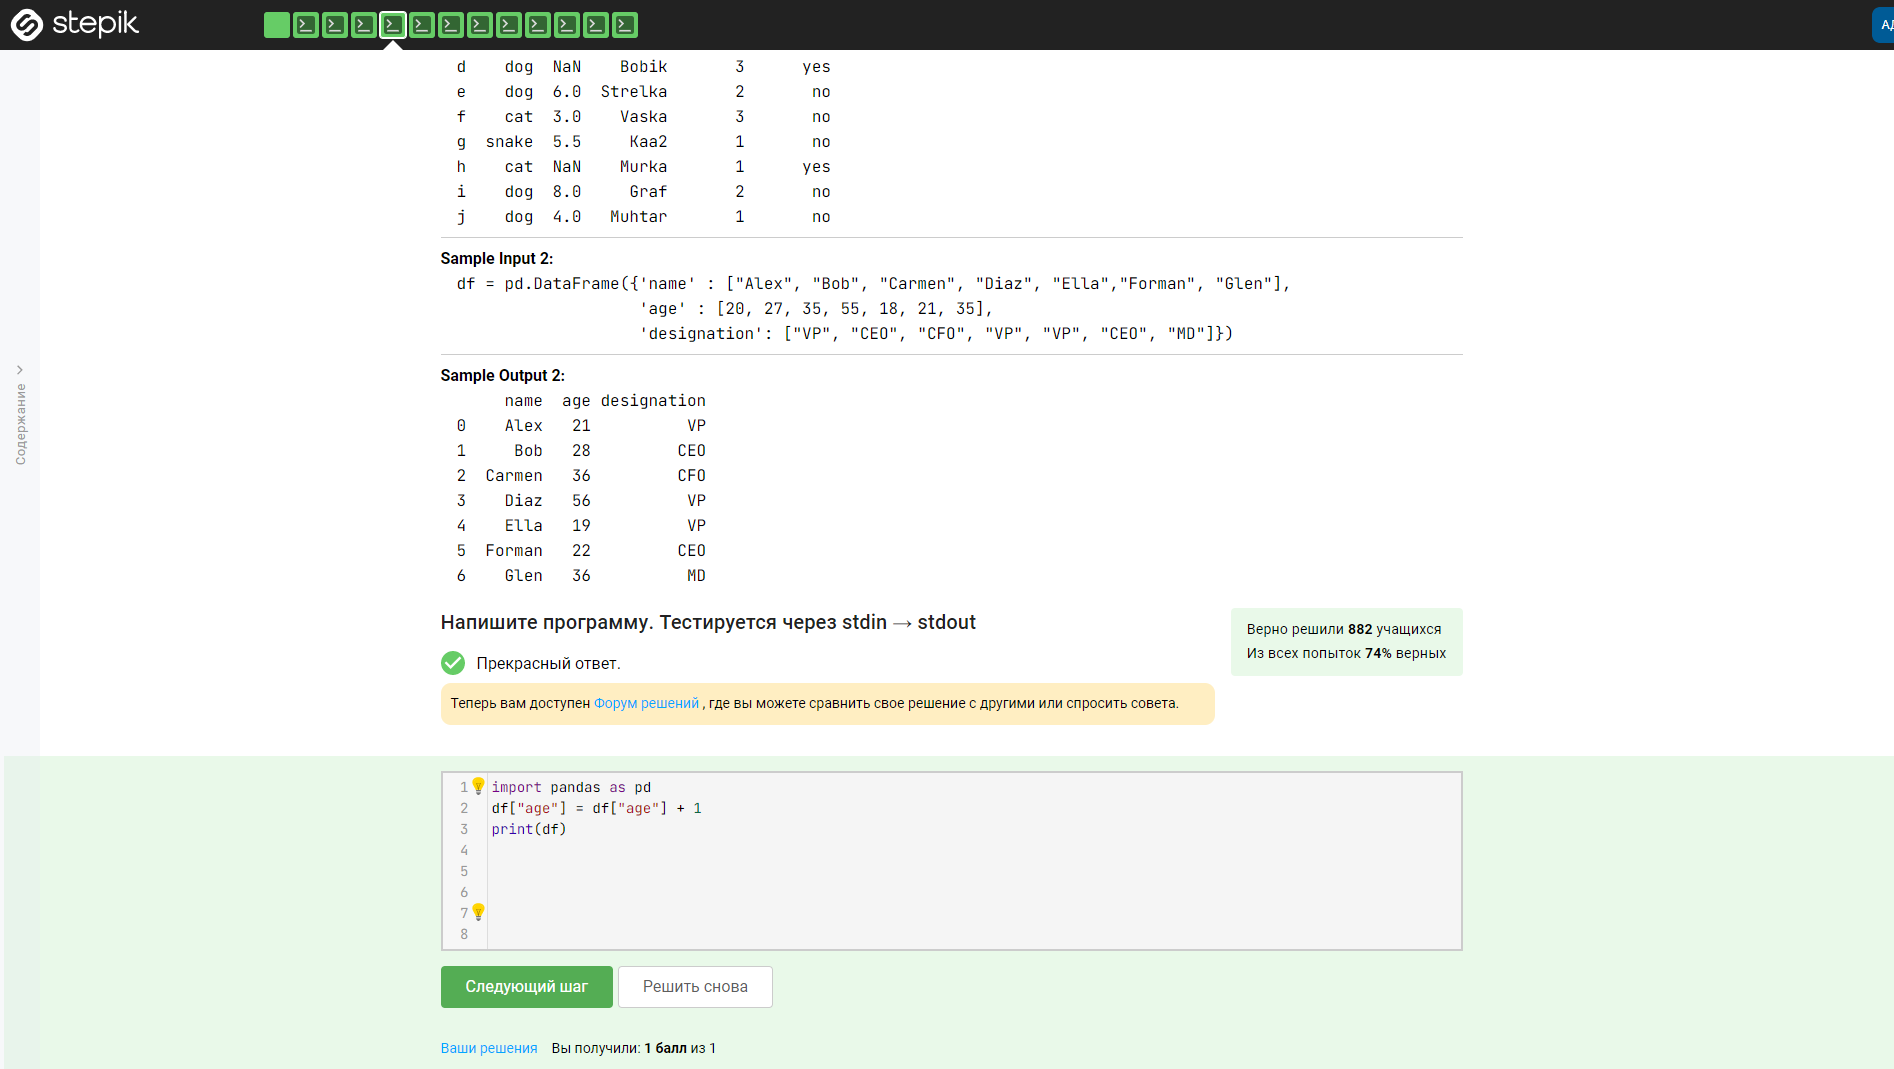 stepik
АД
d dog NaN Bobik 3 yes
e dog 6.0 Strelka 2 no
f cat 3.0 Vaska 3 no
g snake 5.5 Kaa2 1 no
h cat NaN Murka 1 yes
i dog 8.0 Graf 2 no
j dog 4.0 Muhtar 1 no
Sample Input 2:
df = pd.DataFrame({'name' : ["Alex", "Bob", "Carmen", "Diaz", "Ella","Forman", "Glen"],
'age' : [20, 27, 35, 55, 18, 21, 35],
'designation': ["VP", "CEO", "CFO", "VP", "VP", "CEO", "MD"]})
Sample Output 2:
name age designation
0 Alex 21 VP
1 Bob 28 CEO
2 Carmen 36 CFO
3 Diaz 56 VP
4 Ella 19 VP
5 Forman 22 CEO
6 Glen 36 MD
Содержание
Напишите программу. Тестируется через stdin → stdout
Верно решили 882 учащихся
Из всех попыток 74% верных
Прекрасный ответ.
Теперь вам доступен Форум решений , где вы можете сравнить свое решение с другими или спросить совета.
1 import pandas as pd
2 df["age"] = df["age"] + 1
3 print(df)
4
5
6
7
8
Следующий шаг
Решить снова
Ваши решения Вы получили: 1 балл из 1